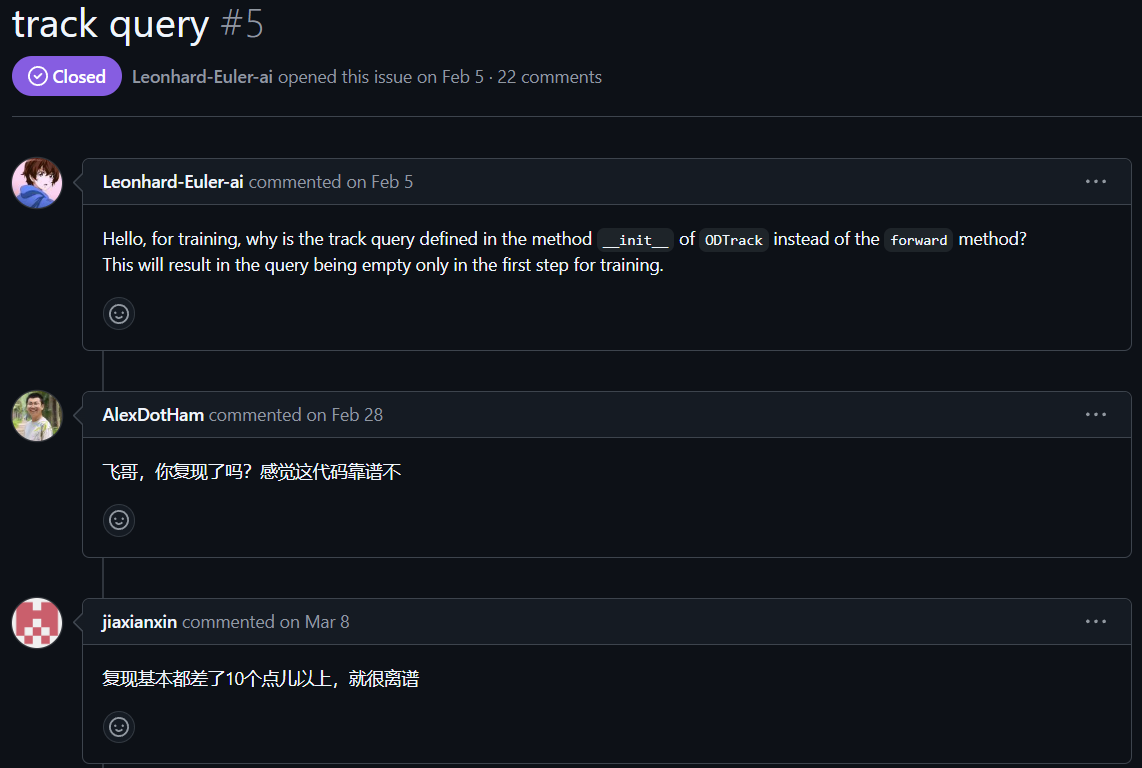 track query #5
Closed Leonhard-Euler-ai opened this issue on Feb 5 · 22 comments
Leonhard-Euler-ai commented on Feb 5
Hello, for training, why is the track query defined in the method __init__ of ODTrack instead of the forward method?
This will result in the query being empty only in the first step for training.
AlexDotHam commented on Feb 28
飞哥，你复现了吗？感觉这代码靠谱不
jiaxianxin commented on Mar 8
复现基本都差了10个点儿以上，就很离谱